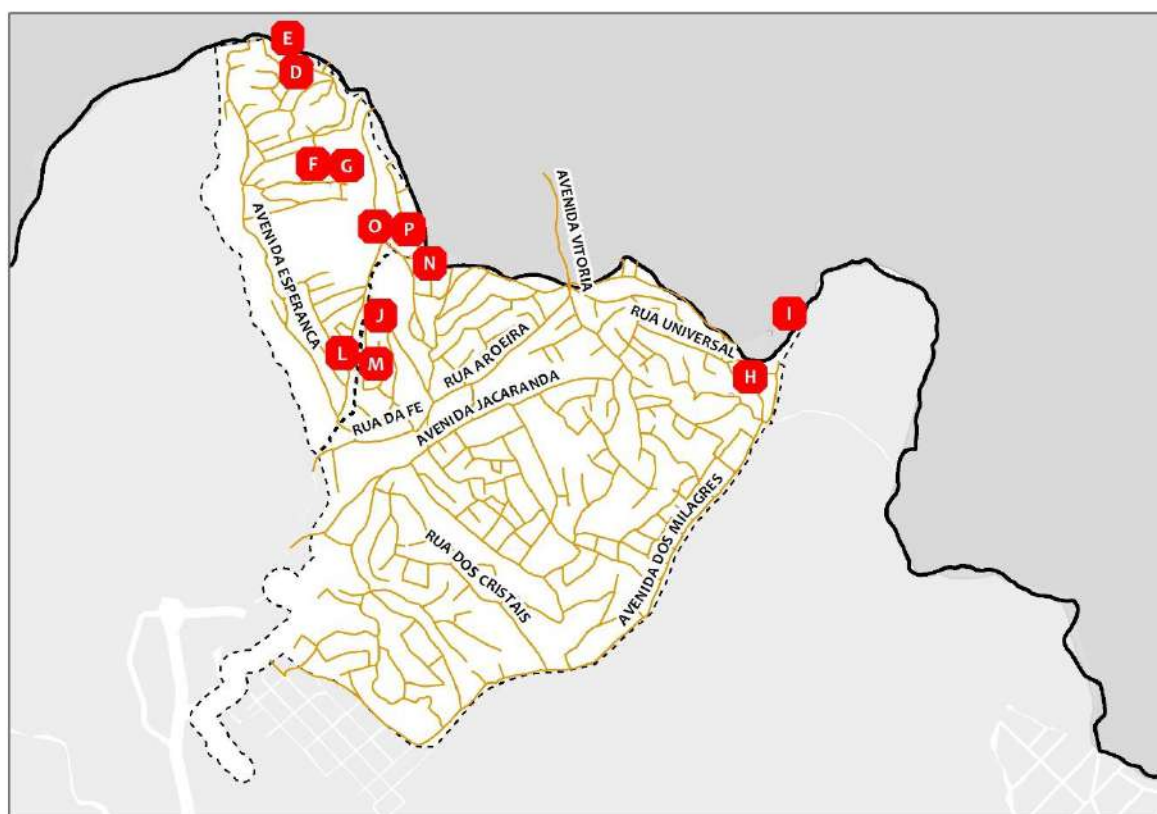 E
D
F G
O P
N
AVENIDA VITORIA
AVENIDA ESPERANCA
I
J
RUA UNIVERSAL
L M
RUA AROEIRA
H
RUA DA FE
AVENIDA JACARANDA
RUA DOS CRISTAIS
AVENIDA DOS MILAGRES